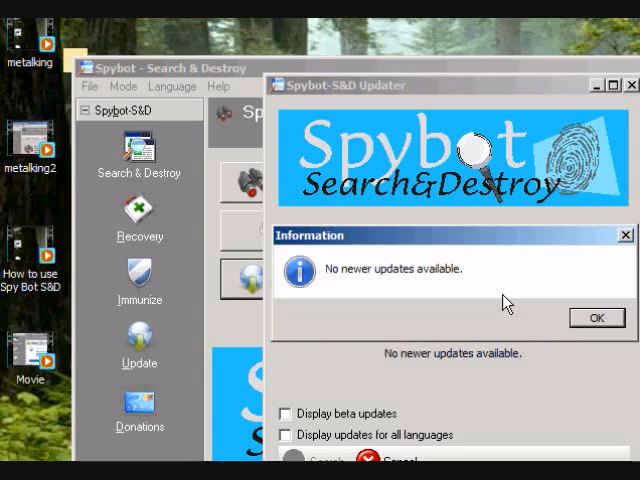 metalking
metalking2
How to use
Spy Bot S&D
Movie
Spybot - Search & Destroy
File Mode Language Help
Spybot-S&D
Search & Destroy
Recovery
Immunize
Update
Donations
Sp
Spybot-S&D Updater
Spybot
Search&Destroy
Information
No newer updates available.
OK
No newer updates available.
Display beta updates
Display updates for all languages
Search
Cancel